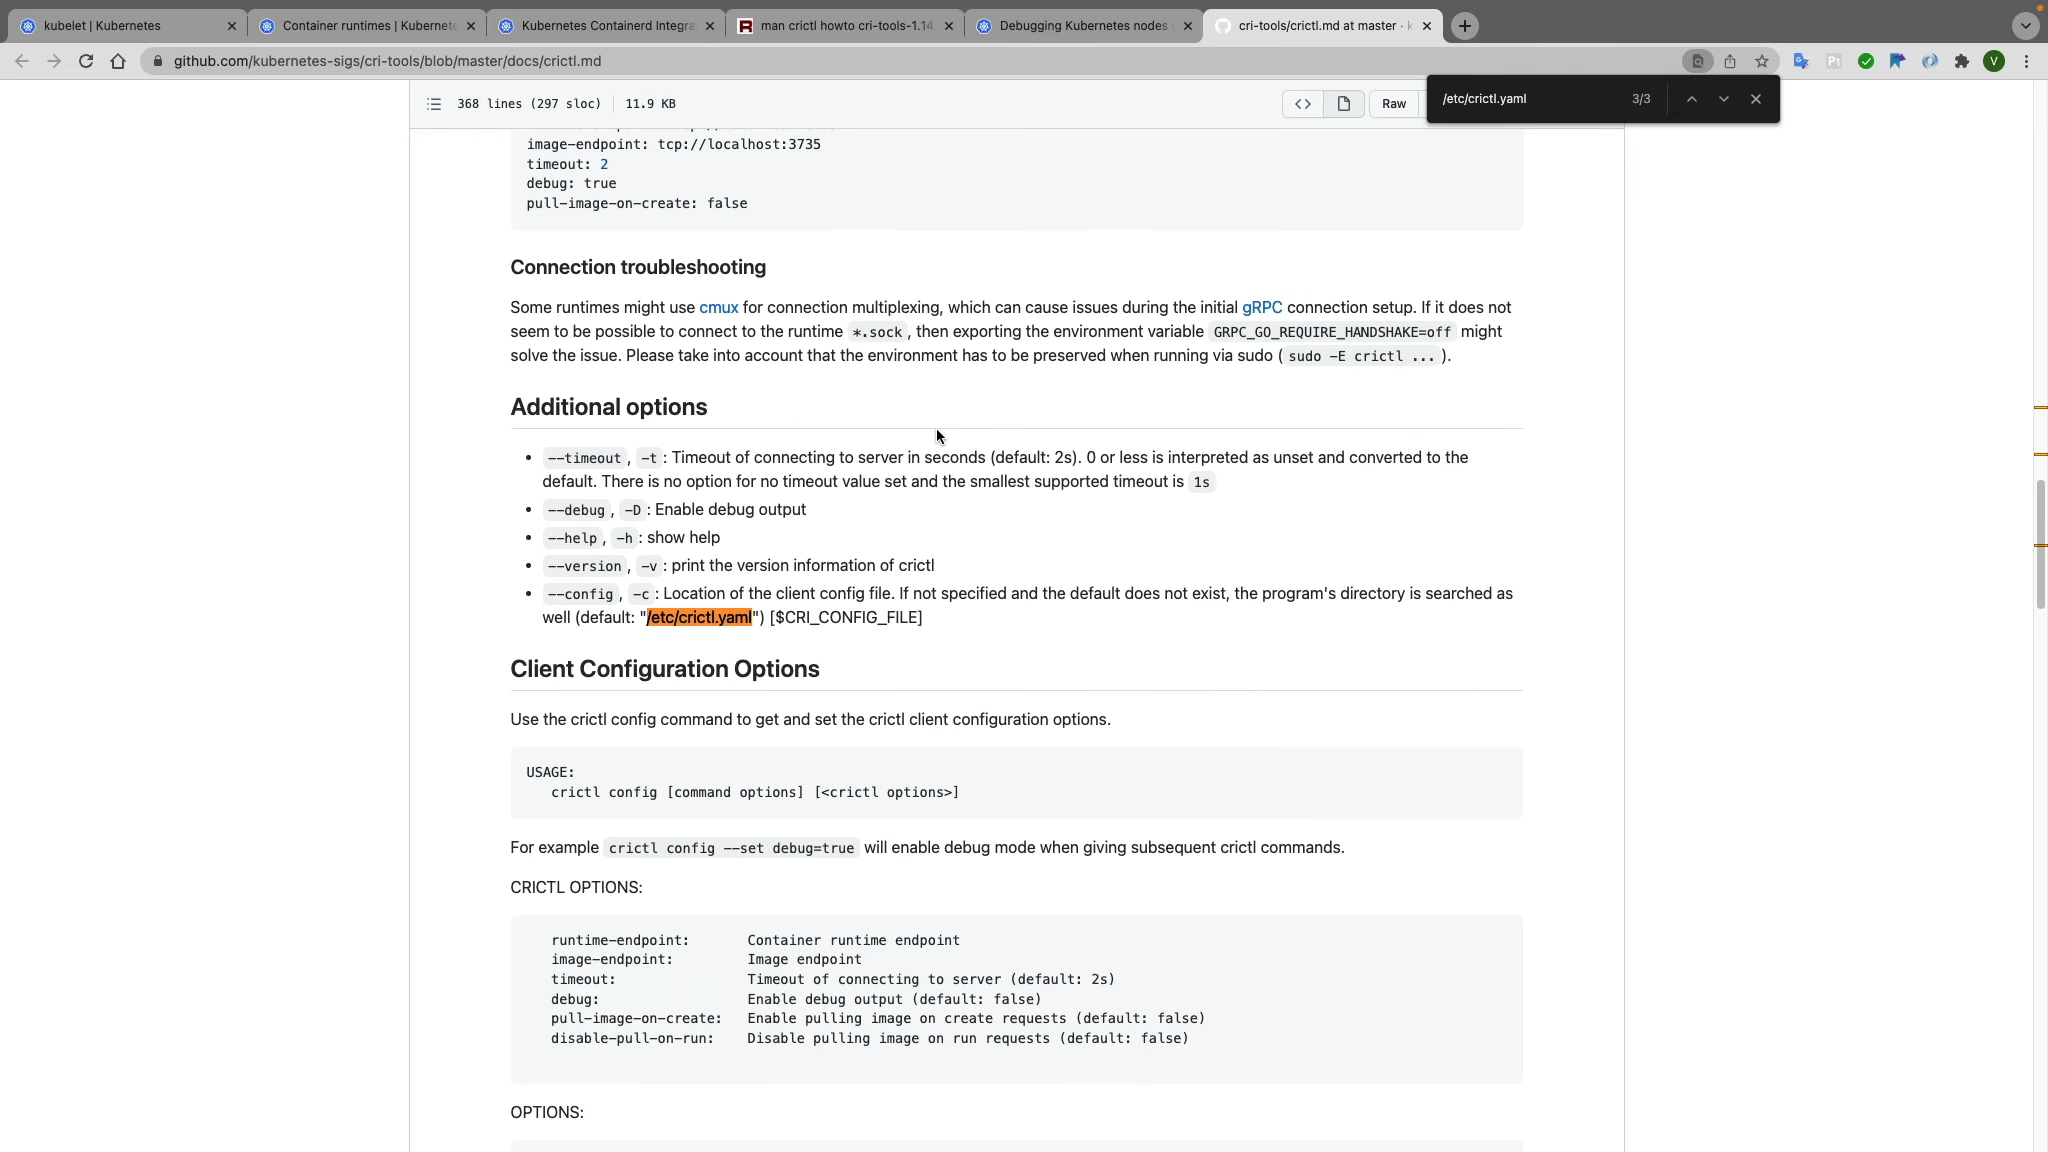 kubelet | Kubernetes
Container runtimes | Kubernete
Kubernetes Containerd Integra
man crictl howto cri-tools-1.14
Debugging Kubernetes nodes
cri-tools/crictl.md at master · k
github.com/kubernetes-sigs/cri-tools/blob/master/docs/crictl.md
V
/etc/crictl.yaml
3/3
368 lines (297 sloc)
11.9 KB
Raw
image-endpoint: tcp://localhost:3735
timeout: 2
debug: true
pull-image-on-create: false
Connection troubleshooting
Some runtimes might use cmux for connection multiplexing, which can cause issues during the initial gRPC connection setup. If it does not
seem to be possible to connect to the runtime *.sock, then exporting the environment variable GRPC_GO_REQUIRE_HANDSHAKE=off might
solve the issue. Please take into account that the environment has to be preserved when running via sudo ( sudo -E crictl ... ).
Additional options
• --timeout, -t: Timeout of connecting to server in seconds (default: 2s). 0 or less is interpreted as unset and converted to the
default. There is no option for no timeout value set and the smallest supported timeout is 1s
• --debug, -D: Enable debug output
• --help, -h: show help
• --version, -v: print the version information of crictl
• --config, -c: Location of the client config file. If not specified and the default does not exist, the program's directory is searched as
well (default: "/etc/crictl.yaml") [$CRI_CONFIG_FILE]
Client Configuration Options
Use the crictl config command to get and set the crictl client configuration options.
USAGE:
crictl config [command options] [<crictl options>]
For example crictl config --set debug=true will enable debug mode when giving subsequent crictl commands.
CRICTL OPTIONS:
runtime-endpoint: Container runtime endpoint
image-endpoint: Image endpoint
timeout: Timeout of connecting to server (default: 2s)
debug: Enable debug output (default: false)
pull-image-on-create: Enable pulling image on create requests (default: false)
disable-pull-on-run: Disable pulling image on run requests (default: false)
OPTIONS: